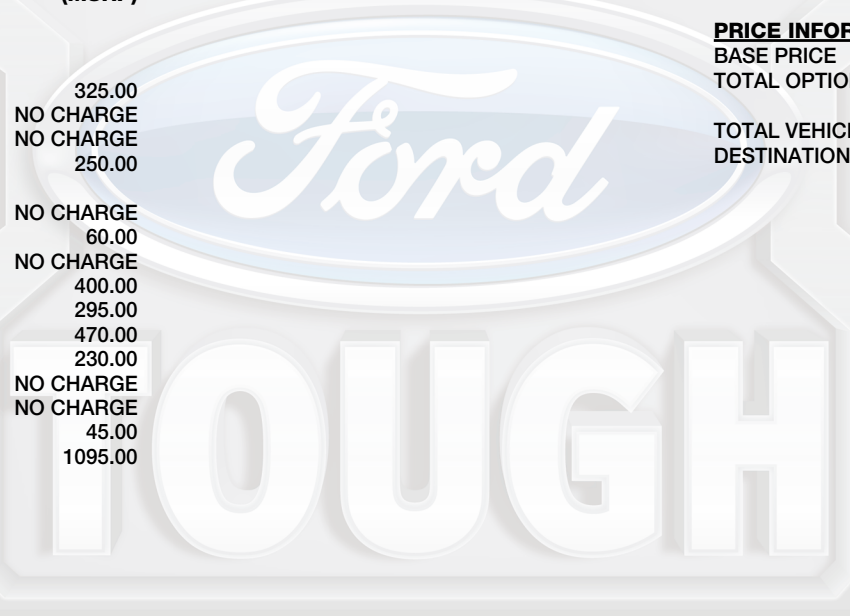 325.00
NO CHARGE
NO CHARGE
250.00
NO CHARGE
60.00
NO CHARGE
400.00
295.00
470.00
230.00
NO CHARGE
NO CHARGE
45.00
1095.00
PRICE INFOR
BASE PRICE
TOTAL OPTION
TOTAL VEHICL
DESTINATION
Ford
TOUGH